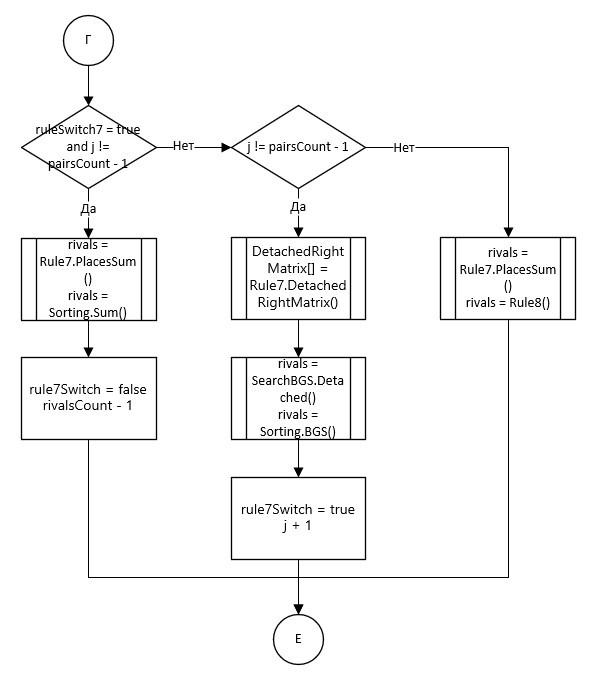 Г
ruleSwitch7 = true
and j !=
pairsCount - 1
Нет
j != pairsCount - 1
Нет
Да
Да
rivals =
Rule7.PlacesSum
()
rivals =
Sorting.Sum()
DetachedRight
Matrix[] =
Rule7.Detached
RightMatrix()
rivals =
Rule7.PlacesSum
()
rivals = Rule8()
rule7Switch = false
rivalsCount - 1
rivals =
SearchBGS.Deta
ched()
rivals =
Sorting.BGS()
rule7Switch = true
j + 1
Е